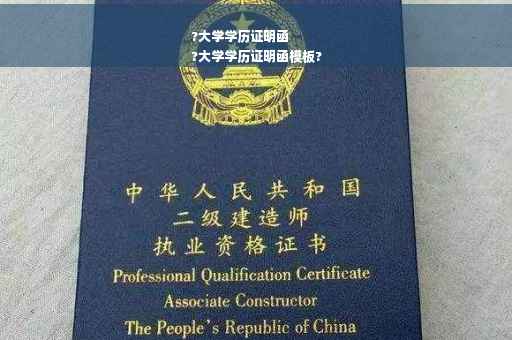 ?大学学历证明函
?大学学历证明函模板?
中华人民共和国
二级建造师
执业资格证书
Professional Qualification Certificate
Associate Constructor
The People's Republic of China